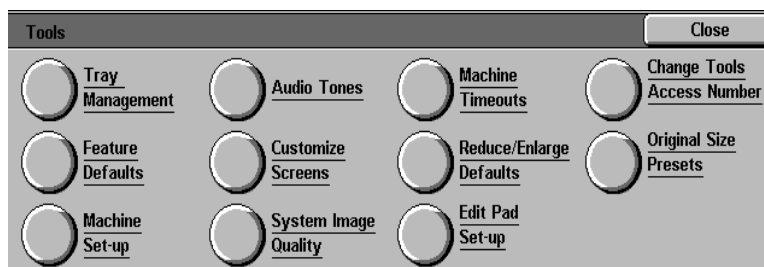 Tools
Close
Tray
Management
Audio Tones
Machine
Timeouts
Change Tools
Access Number
Feature
Defaults
Customize
Screens
Reduce/Enlarge
Defaults
Original Size
Presets
Machine
Set-up
System Image
Quality
Edit Pad
Set-up